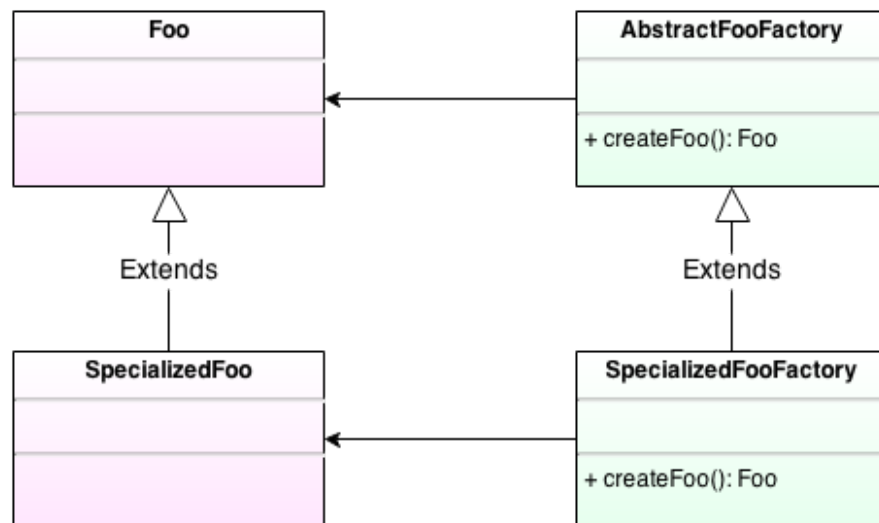 Foo
AbstractFooFactory
+ createFoo(): Foo
Extends
Extends
SpecializedFoo
SpecializedFooFactory
+ createFoo(): Foo